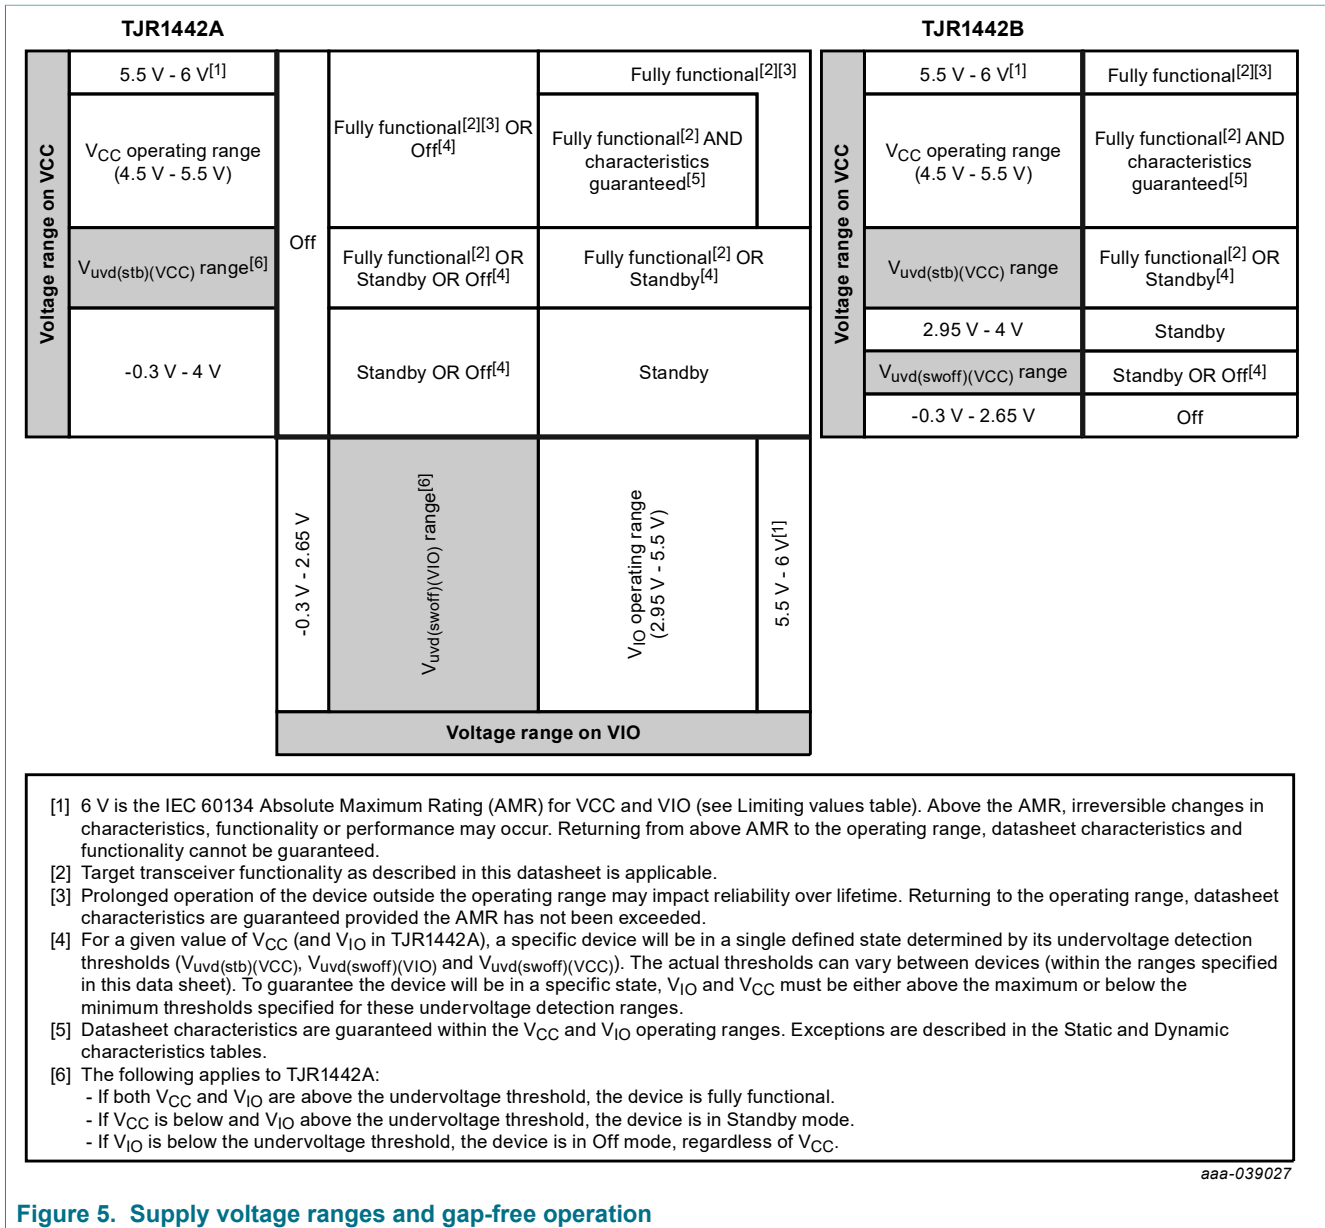 TJR1442A
TJR1442B
Voltage range on VCC
5.5 V - 6 V[1]
VCC operating range
(4.5 V - 5.5 V)
Vuvd(stb)(VCC) range[6]
-0.3 V - 4 V
Off
Fully functional[2][3] OR
Off[4]
Fully functional[2][3]
Fully functional[2] AND
characteristics
guaranteed[5]
Fully functional[2] OR
Standby OR Off[4]
Fully functional[2] OR
Standby[4]
Standby OR Off[4]
Standby
-0.3 V - 2.65 V
Vuvd(swoff)(VIO) range[6]
VIO operating range
(2.95 V - 5.5 V)
5.5 V - 6 V[1]
Voltage range on VIO
Voltage range on VCC
5.5 V - 6 V[1]
Fully functional[2][3]
VCC operating range
(4.5 V - 5.5 V)
Fully functional[2] AND
characteristics
guaranteed[5]
Vuvd(stb)(VCC) range
Fully functional[2] OR
Standby[4]
2.95 V - 4 V
Standby
Vuvd(swoff)(VCC) range
Standby OR Off[4]
-0.3 V - 2.65 V
Off
[1] 6 V is the IEC 60134 Absolute Maximum Rating (AMR) for VCC and VIO (see Limiting values table). Above the AMR, irreversible changes in
characteristics, functionality or performance may occur. Returning from above AMR to the operating range, datasheet characteristics and
functionality cannot be guaranteed.
[2] Target transceiver functionality as described in this datasheet is applicable.
[3] Prolonged operation of the device outside the operating range may impact reliability over lifetime. Returning to the operating range, datasheet
characteristics are guaranteed provided the AMR has not been exceeded.
[4] For a given value of VCC (and VIO in TJR1442A), a specific device will be in a single defined state determined by its undervoltage detection
thresholds (Vuvd(stb)(VCC), Vuvd(swoff)(VIO) and Vuvd(swoff)(VCC)). The actual thresholds can vary between devices (within the ranges specified
in this data sheet). To guarantee the device will be in a specific state, VIO and VCC must be either above the maximum or below the
minimum thresholds specified for these undervoltage detection ranges.
[5] Datasheet characteristics are guaranteed within the VCC and VIO operating ranges. Exceptions are described in the Static and Dynamic
characteristics tables.
[6] The following applies to TJR1442A:
- If both VCC and VIO are above the undervoltage threshold, the device is fully functional.
- If VCC is below and VIO above the undervoltage threshold, the device is in Standby mode.
- If VIO is below the undervoltage threshold, the device is in Off mode, regardless of VCC.
aaa-039027
Figure 5. Supply voltage ranges and gap-free operation